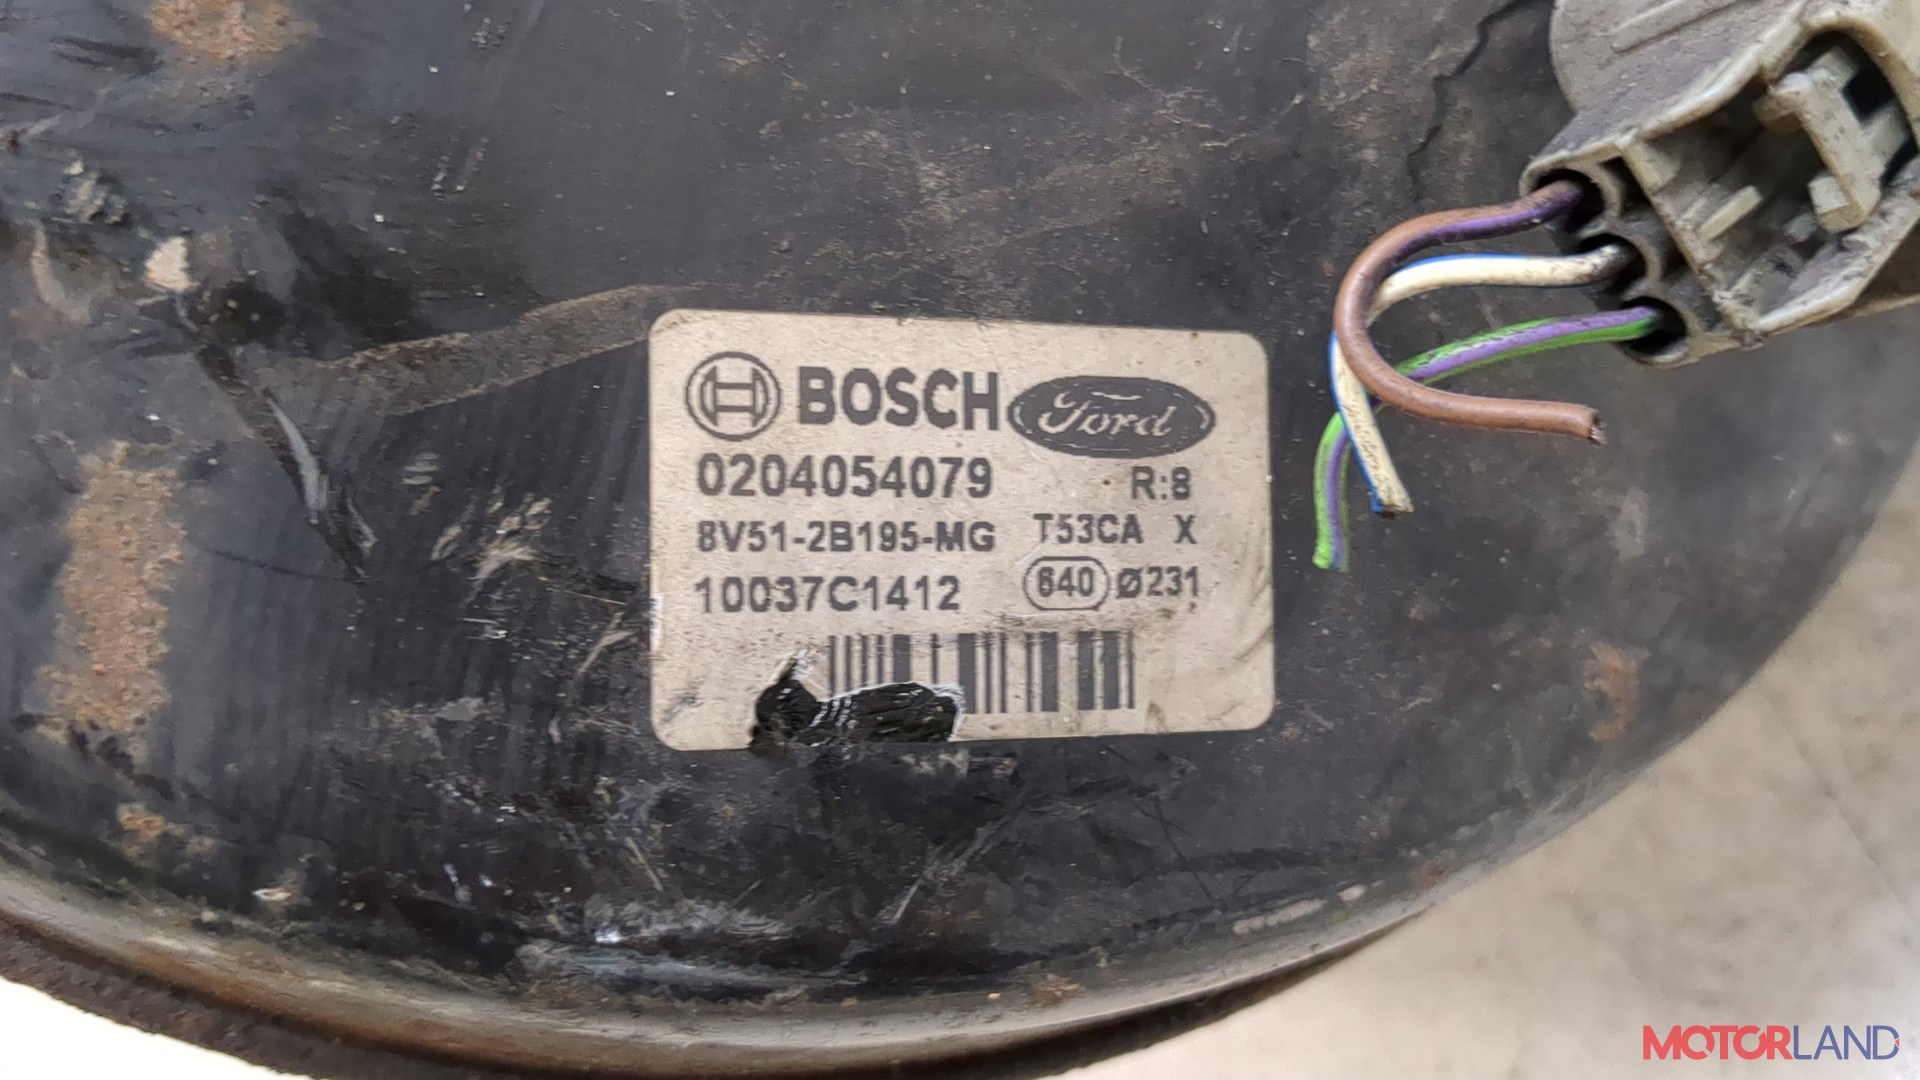 BOSCH Ford
0204054079 R:8
8V51-2B195-MG T53CA X
10037C1412 640 Ø231
MOTORLAND